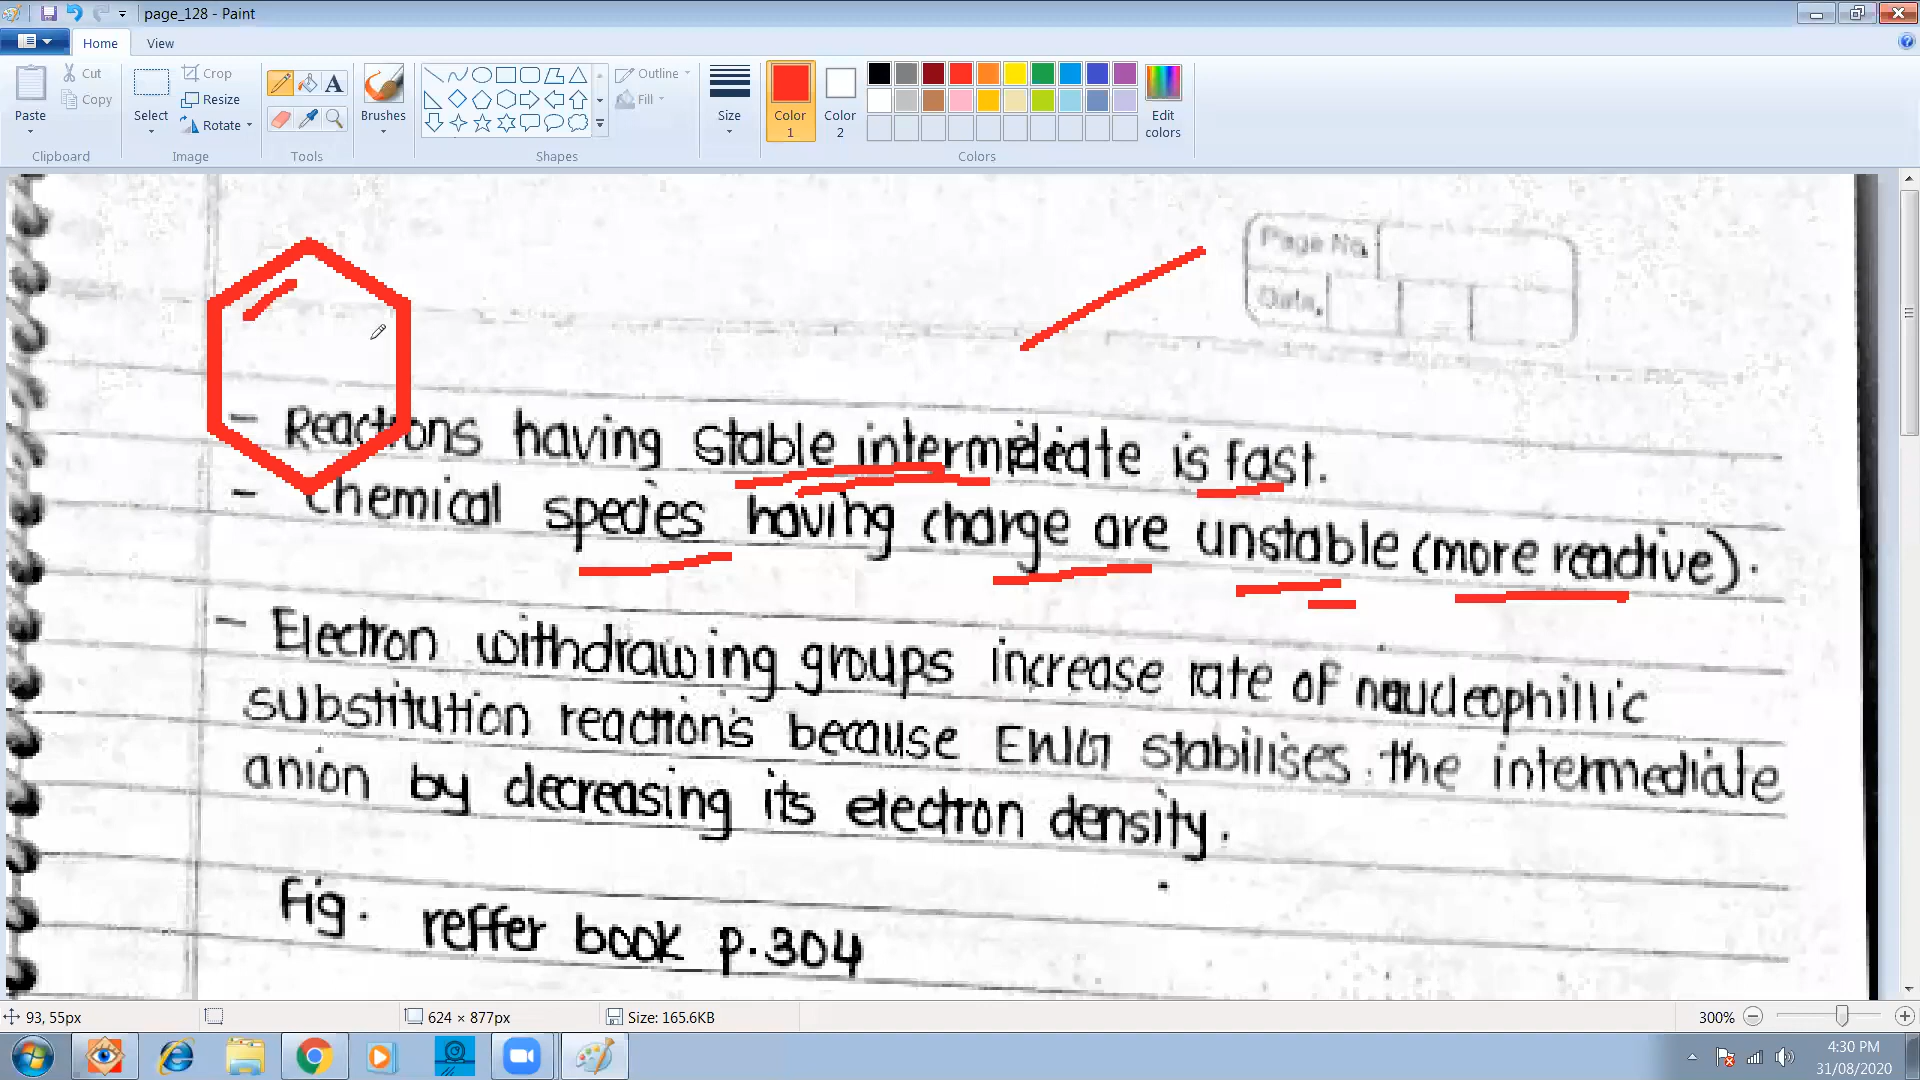 page_128 - Paint
Home View
Paste
Cut
Copy
Clipboard
Select
Crop
Resize
Rotate
Image
A
Tools
Brushes
Outline
Fill
Shapes
Size
Color 1
Color 2
Edit colors
Colors
Page No.
Date.
- Reactions having stable intermidiate is fast.
- Chemical species having charge are unstable (more reactive).
- Electron withdrawing groups increase rate of naucleophillic
substitution reactions because EWG stabilises the intermediate
anion by decreasing its electron density.
Fig. reffer book p.304
93, 55px
624 × 877px
Size: 165.6KB
300%
4:30 PM
31/08/2020